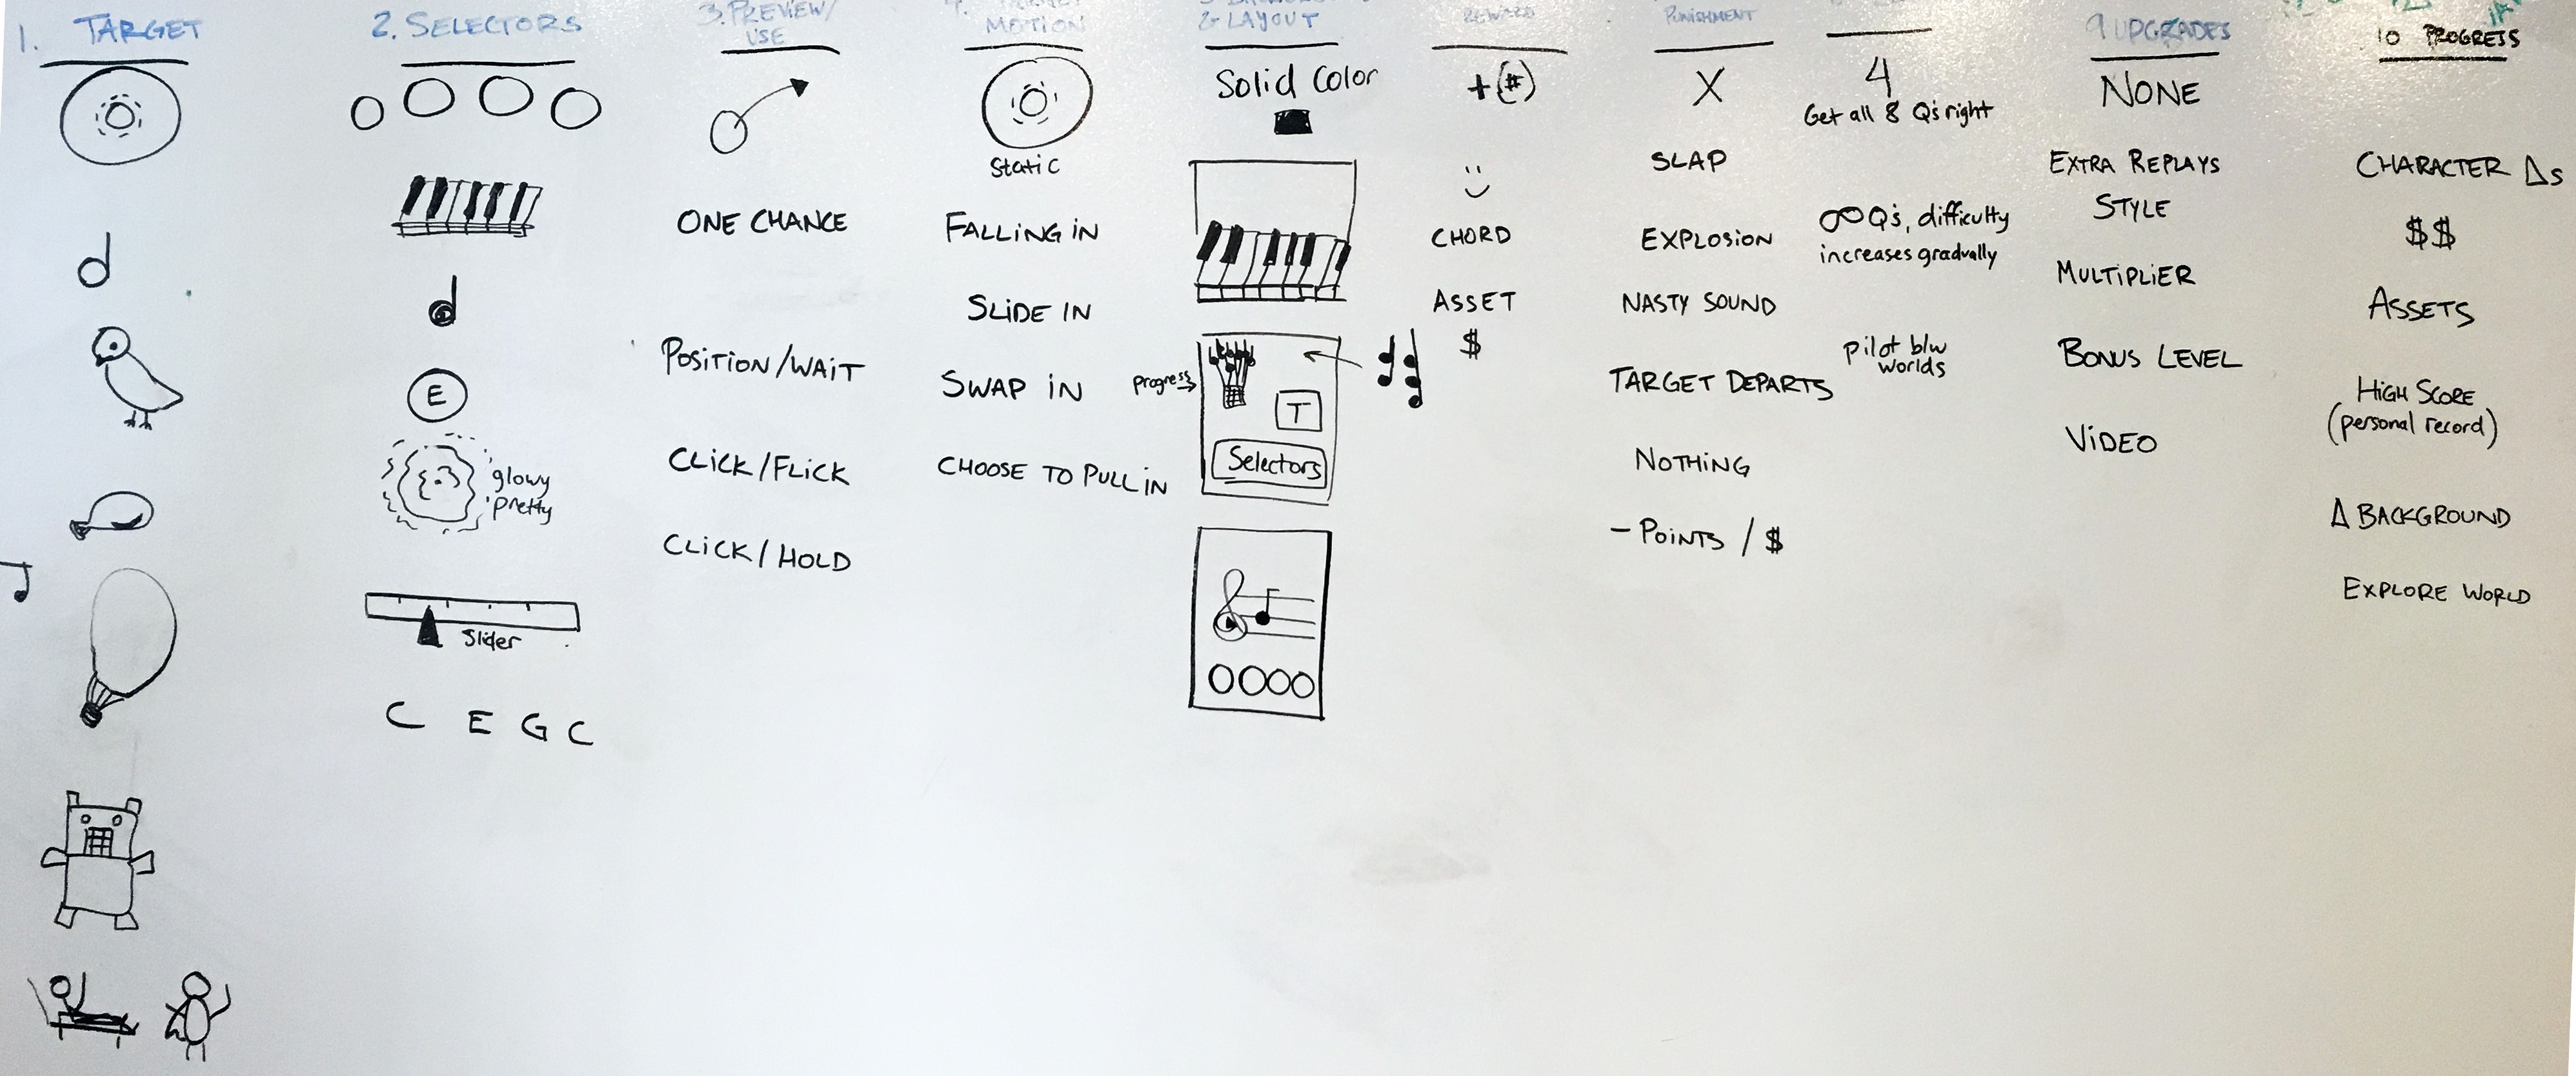 1. TARGET
2. SELECTORS
E
glowy
pretty
Slider
C E G C
3. PREVIEW/
USE
ONE CHANCE
POSITION/WAIT
CLICK/FLICK
CLICK/HOLD
4.
MOTION
Static
FALLING IN
SLIDE IN
SWAP IN
CHOOSE TO PULL IN
& LAYOUT
Solid Color
progress
T
Selectors
REWARD
+(#)
CHORD
ASSET
$
PUNISHMENT
X
SLAP
EXPLOSION
NASTY SOUND
TARGET DEPARTS
NOTHING
- POINTS / $
4
Get all 8 Q's right
∞ Q's, difficulty
increases gradually
pilot b/w
worlds
9 UPGRADES
NONE
EXTRA REPLAYS
STYLE
MULTIPLIER
BONUS LEVEL
VIDEO
10 PROGRESS
CHARACTER Δs
$$
ASSETS
HIGH SCORE
(personal record)
Δ BACKGROUND
EXPLORE WORLD